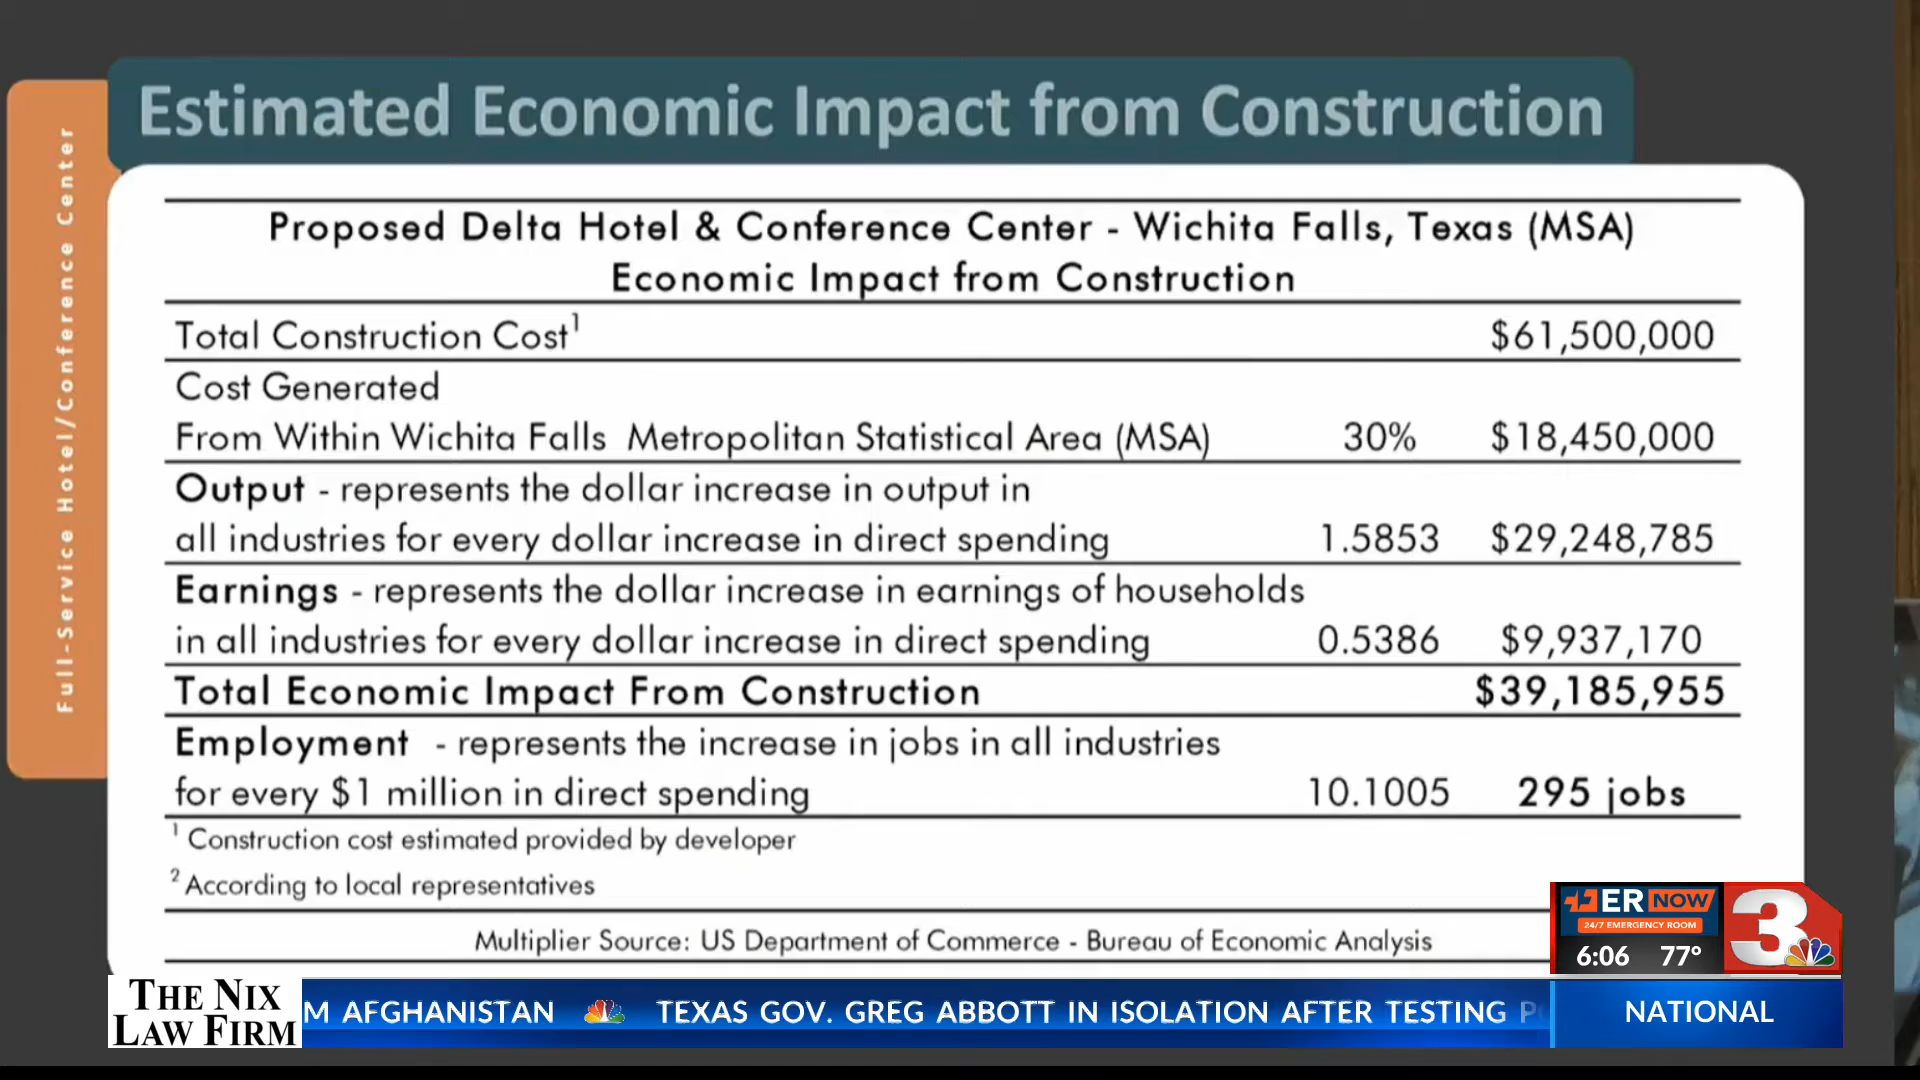 Estimated Economic Impact from Construction
Full-Service Hotel/Conference Center
Proposed Delta Hotel & Conference Center - Wichita Falls, Texas (MSA)
Economic Impact from Construction
Total Construction Cost¹ $61,500,000
Cost Generated
From Within Wichita Falls Metropolitan Statistical Area (MSA) 30% $18,450,000
Output - represents the dollar increase in output in
all industries for every dollar increase in direct spending 1.5853 $29,248,785
Earnings - represents the dollar increase in earnings of households
in all industries for every dollar increase in direct spending 0.5386 $9,937,170
Total Economic Impact From Construction $39,185,955
Employment - represents the increase in jobs in all industries
for every $1 million in direct spending 10.1005 295 jobs
¹ Construction cost estimated provided by developer
² According to local representatives
Multiplier Source: US Department of Commerce - Bureau of Economic Analysis
ER NOW
24/7 EMERGENCY ROOM
6:06 77°
3
THE NIX
LAW FIRM
M AFGHANISTAN TEXAS GOV. GREG ABBOTT IN ISOLATION AFTER TESTING P
NATIONAL